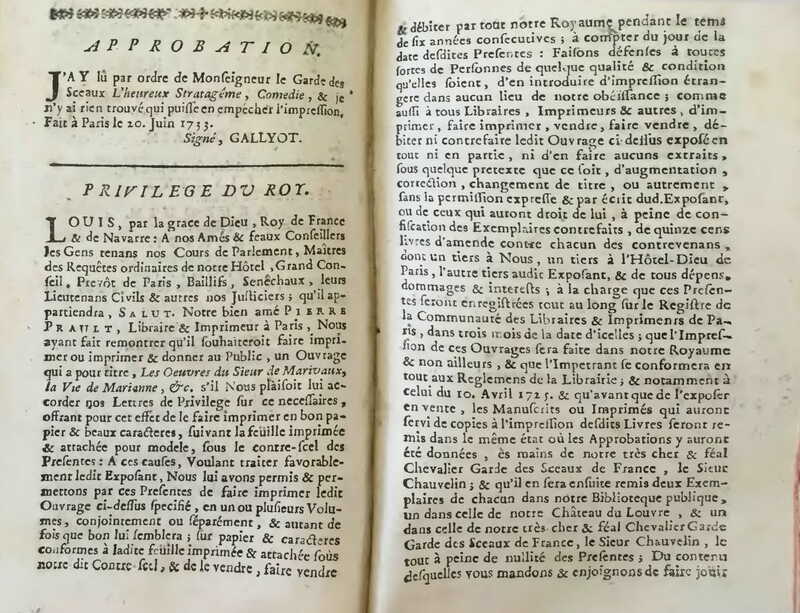 APPROBATION.
J'AY lû par ordre de Monseigneur le Garde des
Sceaux L'heureux Stratagéme, Comedie, & je
n'y ai rien trouvé qui puisse en empêcher l'impression,
Fait à Paris le 20. Juin 1733.
Signé, GALLYOT.
PRIVILEGE DU ROY.
LOUIS, par la grace de Dieu, Roy de France
& de Navarre: A nos Amés & feaux Conseillers
les Gens tenans nos Cours de Parlement, Maîtres
des Requêtes ordinaires de notre Hôtel, Grand Con-
seil, Prevôt de Paris, Baillifs, Senêchaux, leurs
Lieutenans Civils & autres nos Justiciers; qu'il ap-
partiendra, SALUT. Notre bien amé PIERRE
PRAULT, Libraire & Imprimeur à Paris, Nous
ayant fait remontrer qu'il souhaiteroit faire impri-
mer ou imprimer & donner au Public, un Ouvrage
qui a pour titre, Les Oeuvres du Sieur de Marivaux,
la Vie de Marianne, &c. s'il Nous plaisoit lui ac-
corder nos Lettres de Privilege sur ce necessaires,
offrant pour cet effet de le faire imprimer en bon pa-
pier & beaux caracteres, suivant la feüille imprimée
& attachée pour modele, sous le contre-scel des
Presentes: A ces causes, Voulant traiter favorable-
ment ledit Exposant, Nous lui avons permis & per-
mettons par ces Presentes de faire imprimer ledit
Ouvrage ci-dessus specifié, en un ou plusieurs Volu-
mes, conjointement ou séparément, & autant de
fois que bon lui semblera; sur papier & caracteres
conformes à ladite feüille imprimée & attachée sous
notre dit Contre-scel, & de le vendre, faire vendre
& débiter par toût notre Royaume pendant le tems
de six années consecutives; à compter du jour de la
date desdites Presentes: Faisons défenses à toutes
sortes de Personnes de quelque qualité & condition
qu'elles soient, d'en introduire d'impression étran-
gere dans aucun lieu de notre obéissance; comme
aussi à tous Libraires, Imprimeurs & autres, d'im-
primer, faire imprimer, vendre, faire vendre, dé-
biter ni contrefaire ledit Ouvrage ci-dessus exposé en
tout ni en partie, ni d'en faire aucuns extraits,
sous quelque pretexte que ce soit, d'augmentation,
correction, changement de titre, ou autrement,
sans la permission expresse & par écrit dud. Exposant,
ou de ceux qui auront droit de lui, à peine de con-
fiscation des Exemplaires contrefaits, de quinze cens
livres d'amende contre chacun des contrevenans,
dont un tiers à Nous, un tiers à l'Hôtel-Dieu de
Paris, l'autre tiers audit Exposant, & de tous dépens,
dommages & interests; à la charge que ces Presen-
tes seront enregistrées tout au long sur le Registre de
la Communauté des Libraires & Imprimenrs de Pa-
ris, dans trois mois de la date d'icelles; que l'Impres-
sion de ces Ouvrages sera faite dans notre Royaume
& non ailleurs, & que l'Impetrant se conformera en
tout aux Reglemens de la Librairie; & notamment à
celui du 10. Avril 1725. & qu'avant que de l'exposer
en vente, les Manuscrits ou Imprimés qui auront
servi de copies à l'impression desdits Livres seront re-
mis dans le même état où les Approbations y auront
été données, ès mains de notre très cher & féal
Chevalier Garde des Sceaux de France, le Sieur
Chauvelin; & qu'il en sera ensuite remis deux Exem-
plaires de chacun dans notre Biblioteque publique,
un dans celle de notre Château du Louvre, & un
dans celle de notre très cher & féal Chevalier Garde
Garde des Sceaux de France, le Sieur Chauvelin, le
tout à peine de nullité des Presentes; Du contenu
desquelles vous mandons & enjoignons de faire joüir